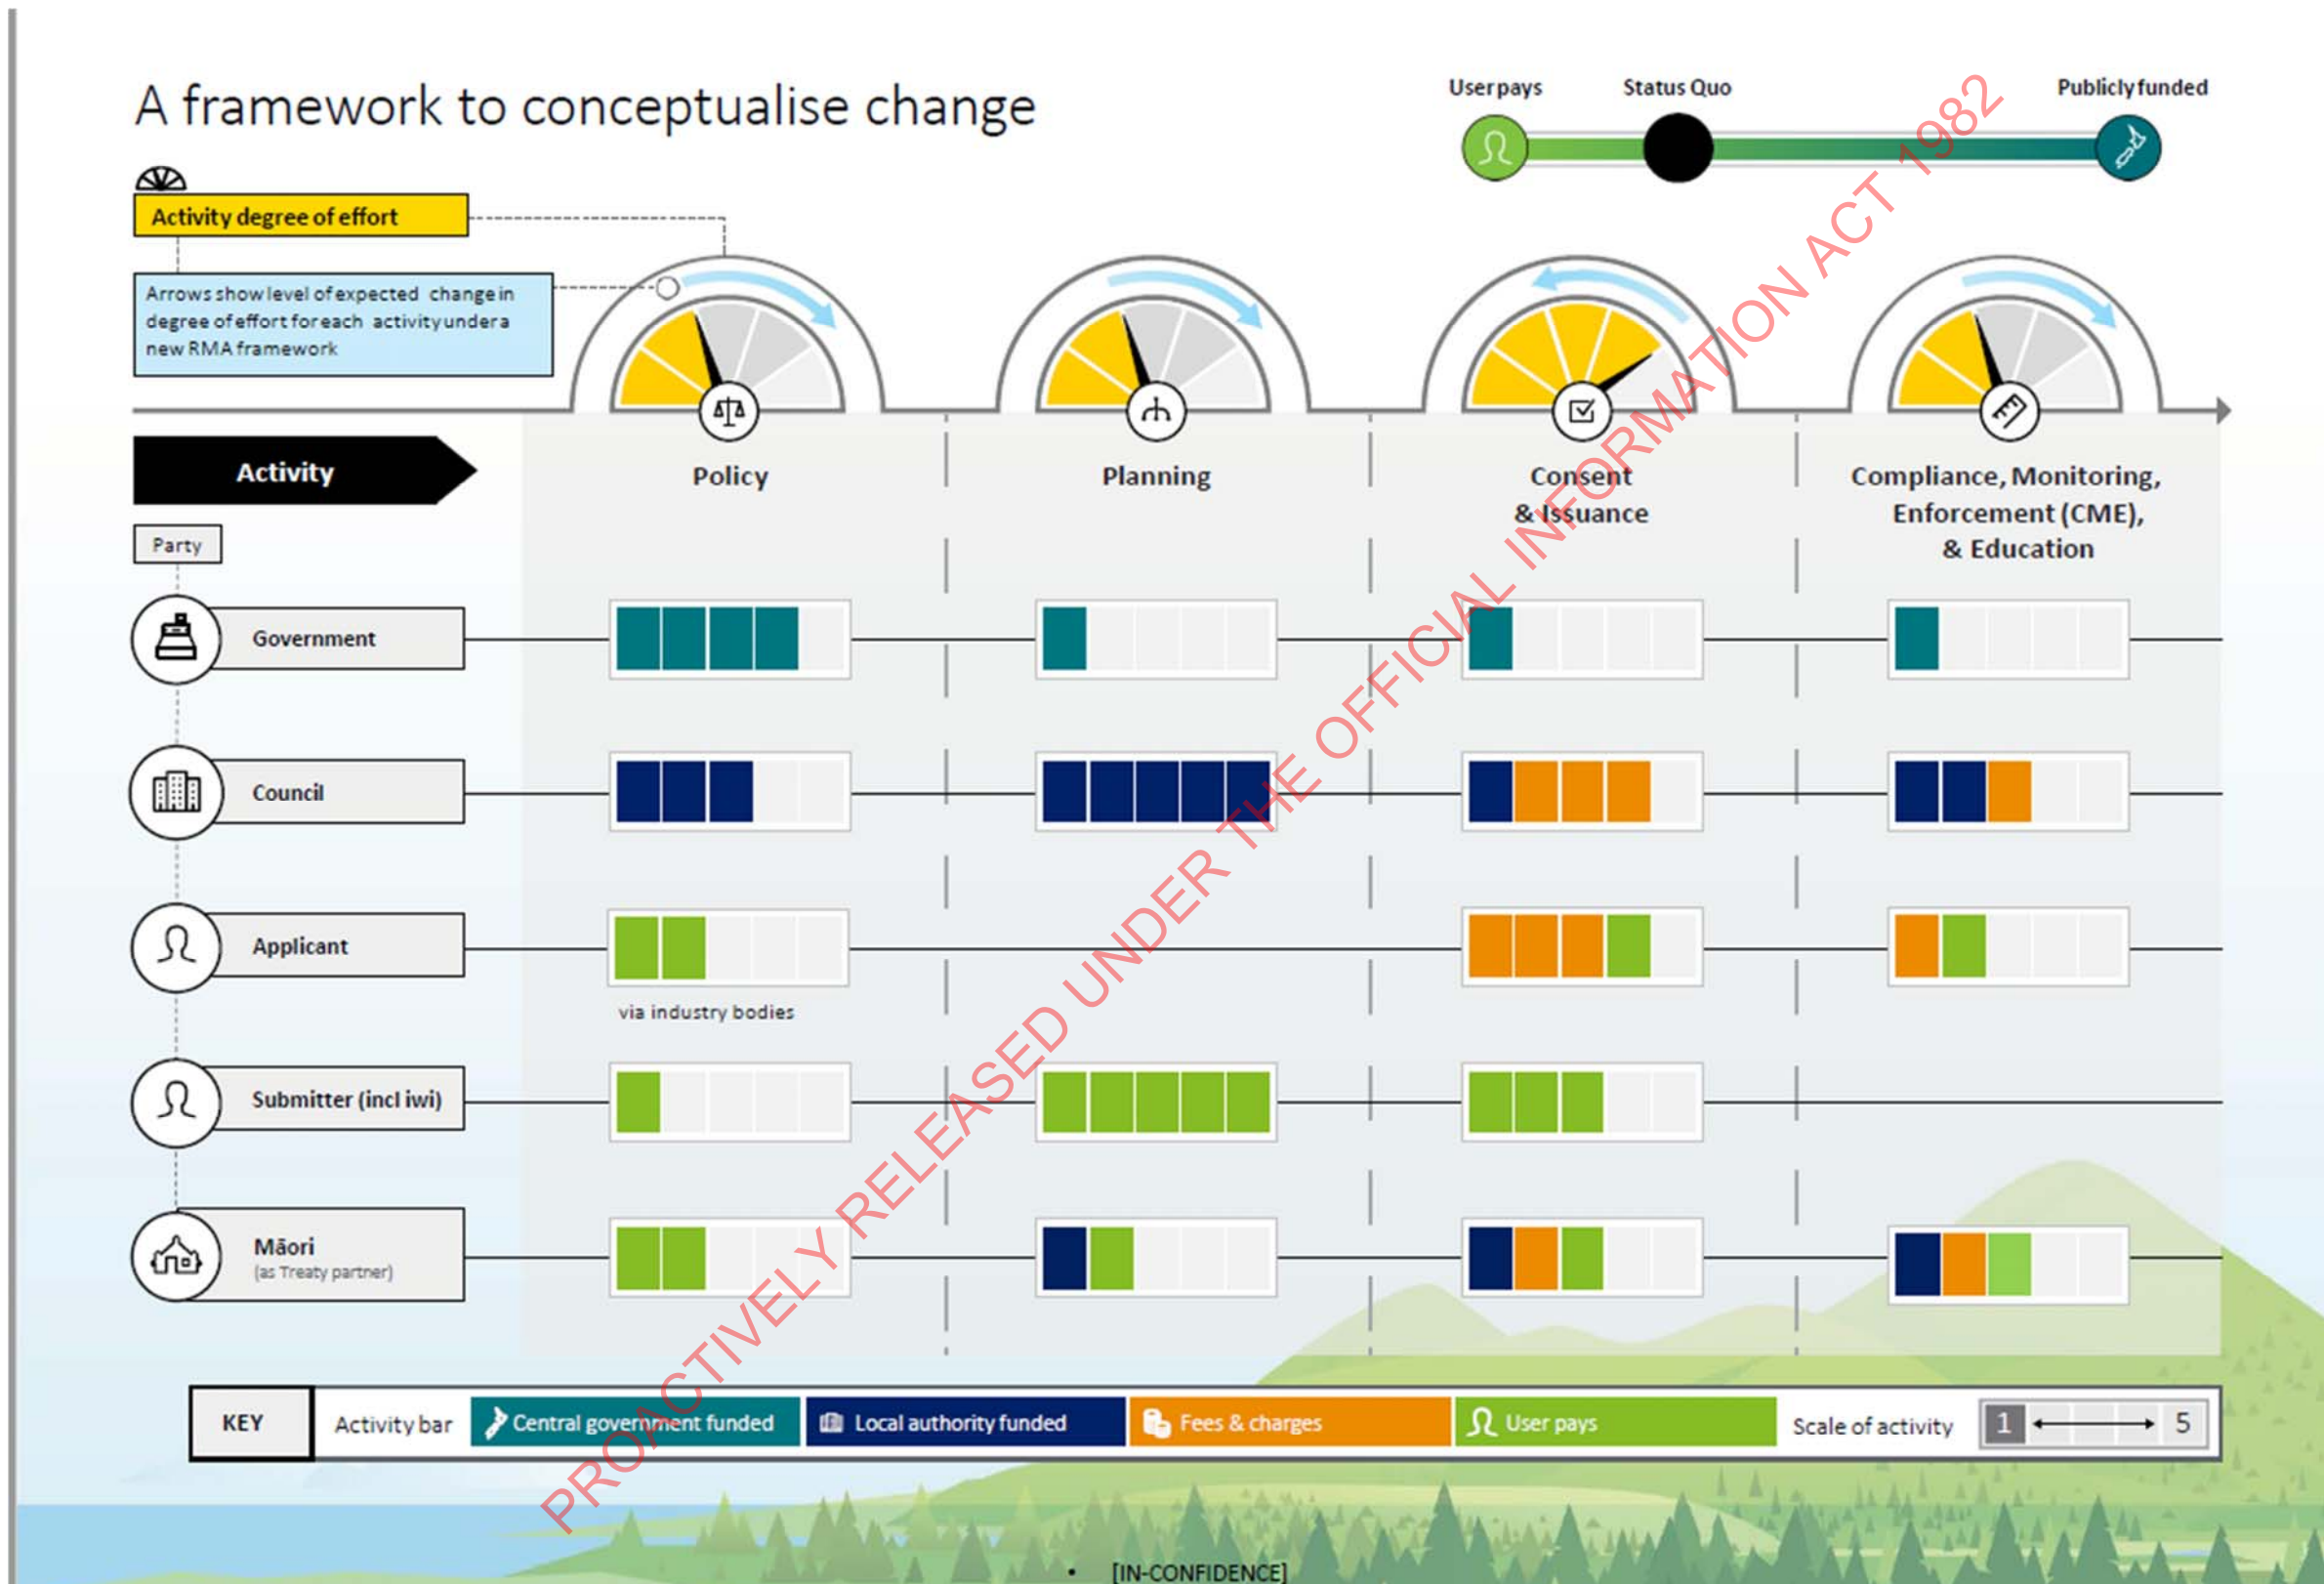 A framework to conceptualise change
User pays
Status Quo
Publicly funded
Activity degree of effort
Arrows show level of expected change in
degree of effort for each activity under a
new RMA framework
Activity
Policy
Planning
Consent
& Issuance
Compliance, Monitoring,
Enforcement (CME),
& Education
Party
Government
Council
Applicant
via industry bodies
Submitter (incl iwi)
Māori
(as Treaty partner)
KEY
Activity bar
Central government funded
Local authority funded
Fees & charges
User pays
Scale of activity
1
5
PROACTIVELY RELEASED UNDER THE OFFICIAL INFORMATION ACT 1982
• [IN-CONFIDENCE]